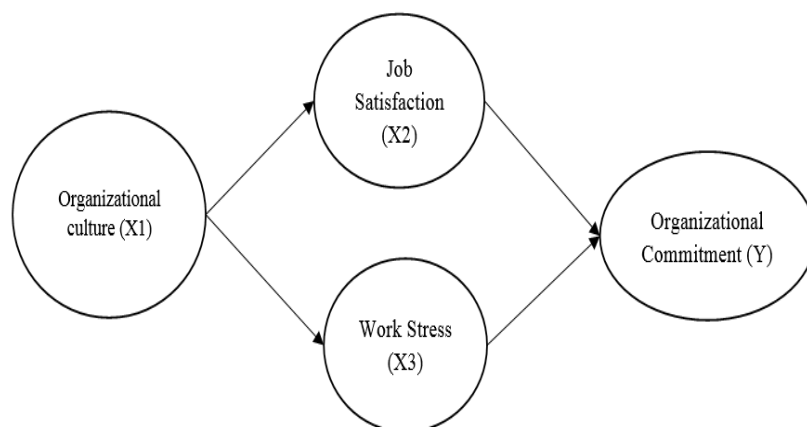 Organizational
culture (X1)
Job
Satisfaction
(X2)
Work Stress
(X3)
Organizational
Commitment (Y)